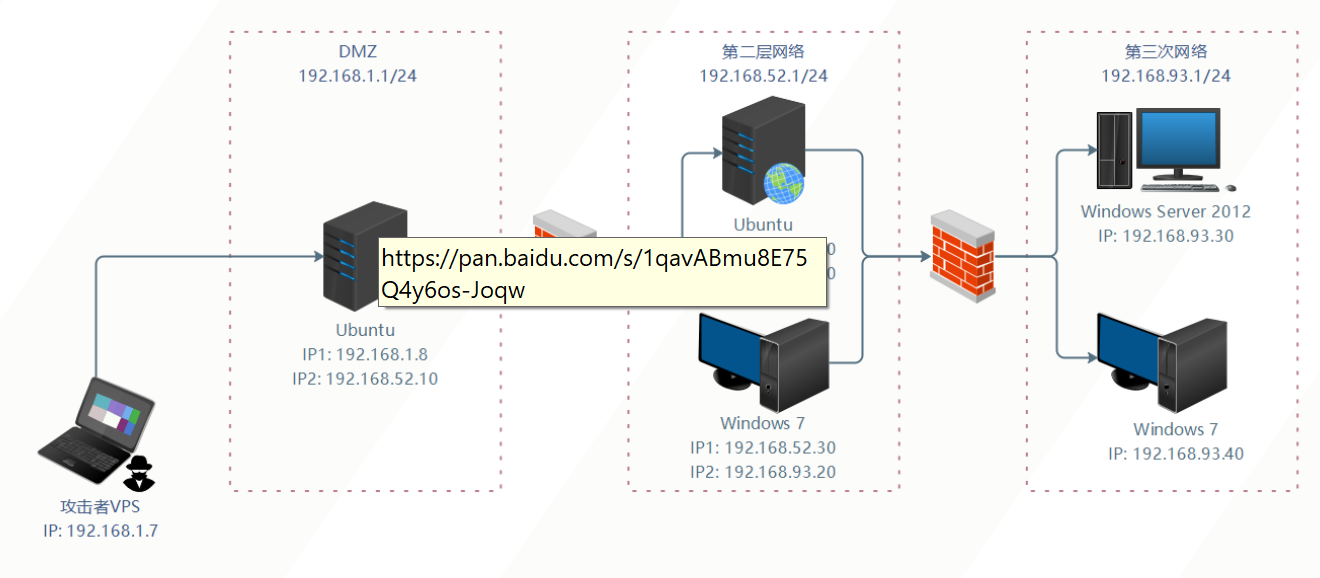 DMZ
192.168.1.1/24
第二层网络
192.168.52.1/24
第三次网络
192.168.93.1/24
Ubuntu
0
0
https://pan.baidu.com/s/1qavABmu8E75
Q4y6os-Joqw
Windows Server 2012
IP: 192.168.93.30
Ubuntu
IP1: 192.168.1.8
IP2: 192.168.52.10
Windows 7
IP1: 192.168.52.30
IP2: 192.168.93.20
Windows 7
IP: 192.168.93.40
攻击者VPS
IP: 192.168.1.7